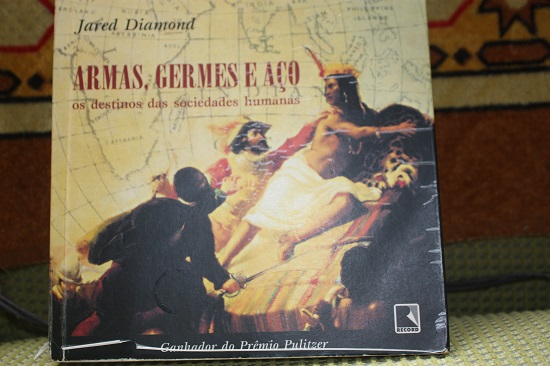 Jared Diamond
ARMAS, GERMES E AÇO
os destinos das sociedades humanas
RECORD
Ganhador do Prêmio Pulitzer